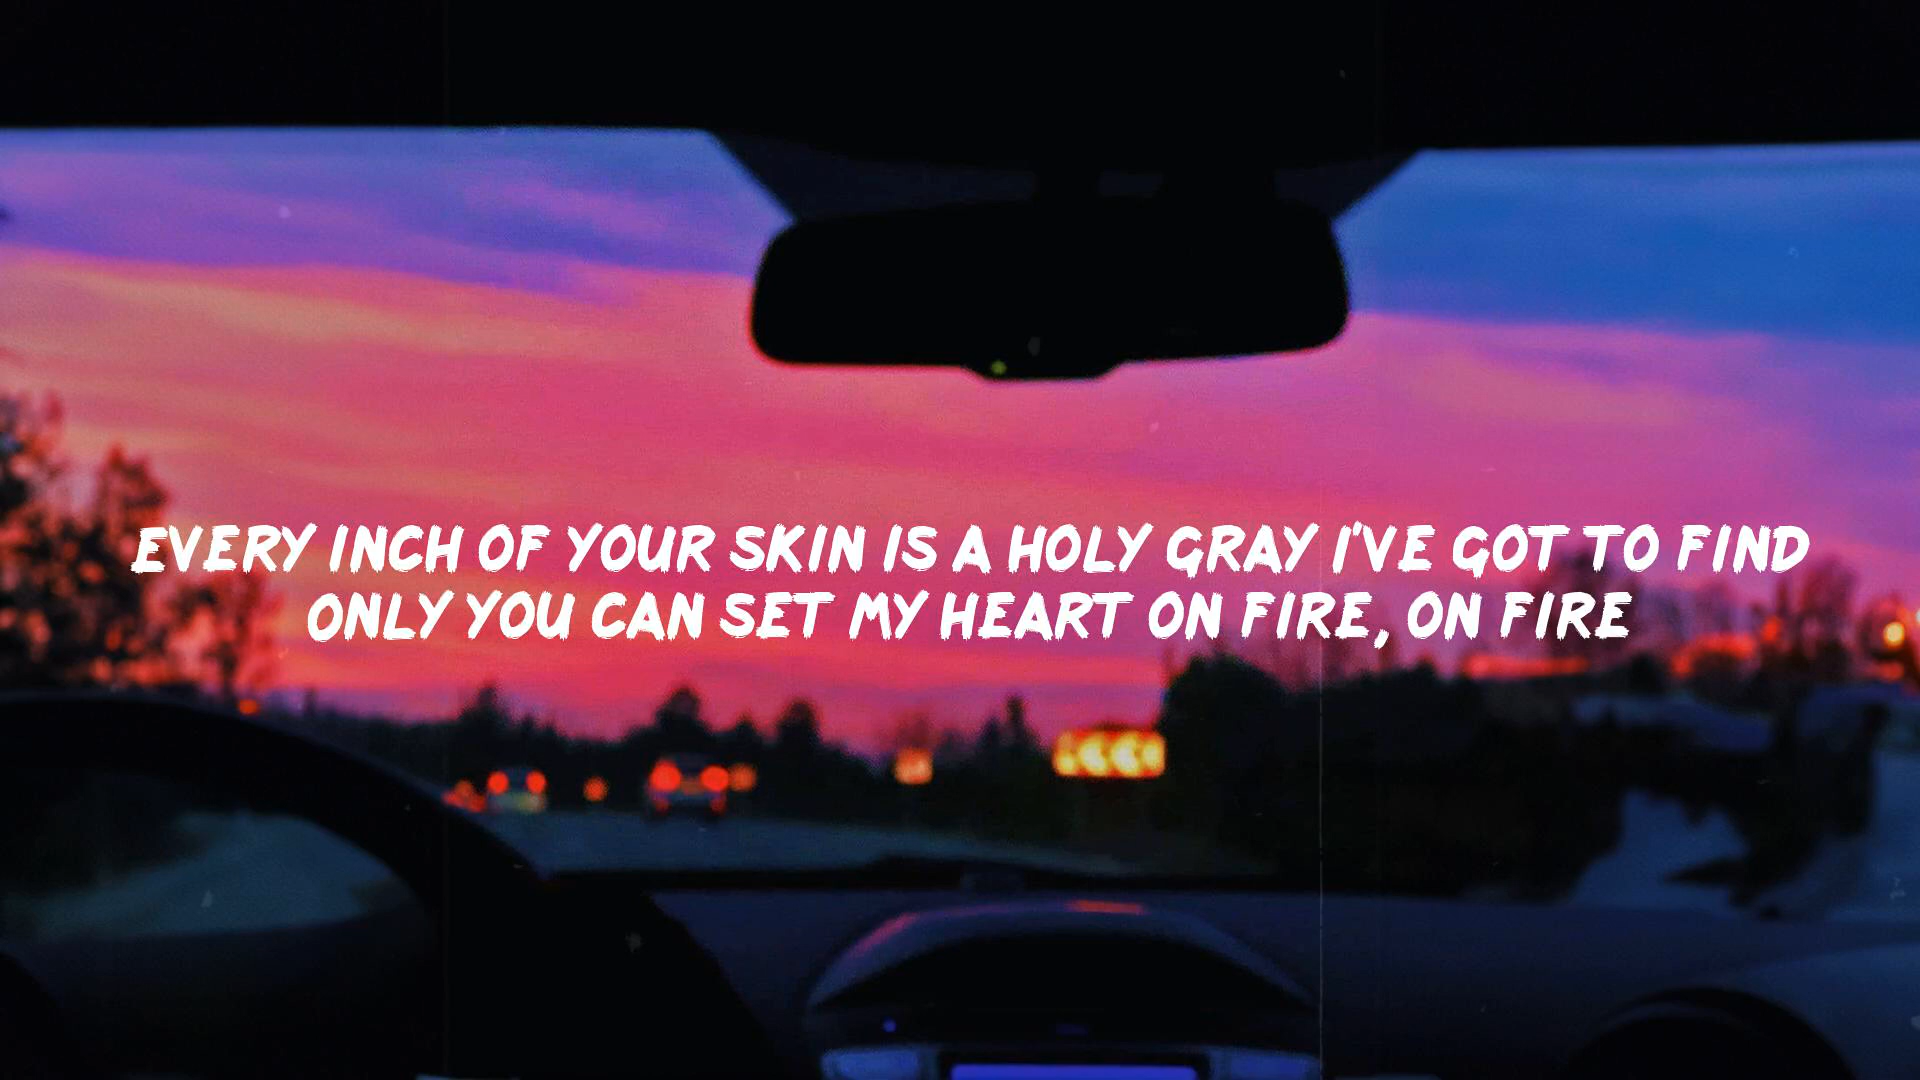 EVERY INCH OF YOUR SKIN IS A HOLY GRAY I'VE GOT TO FIND
ONLY YOU CAN SET MY HEART ON FIRE, ON FIRE